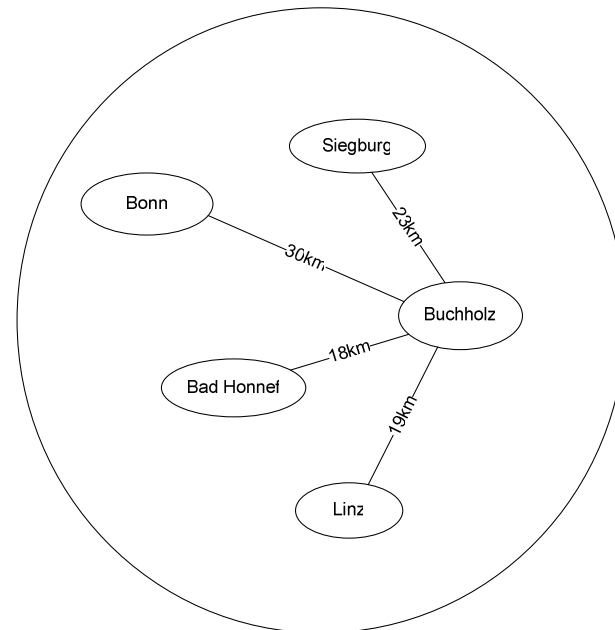 Siegburg
Bonn
23km
30km
Buchholz
18km
Bad Honnef
19km
Linz